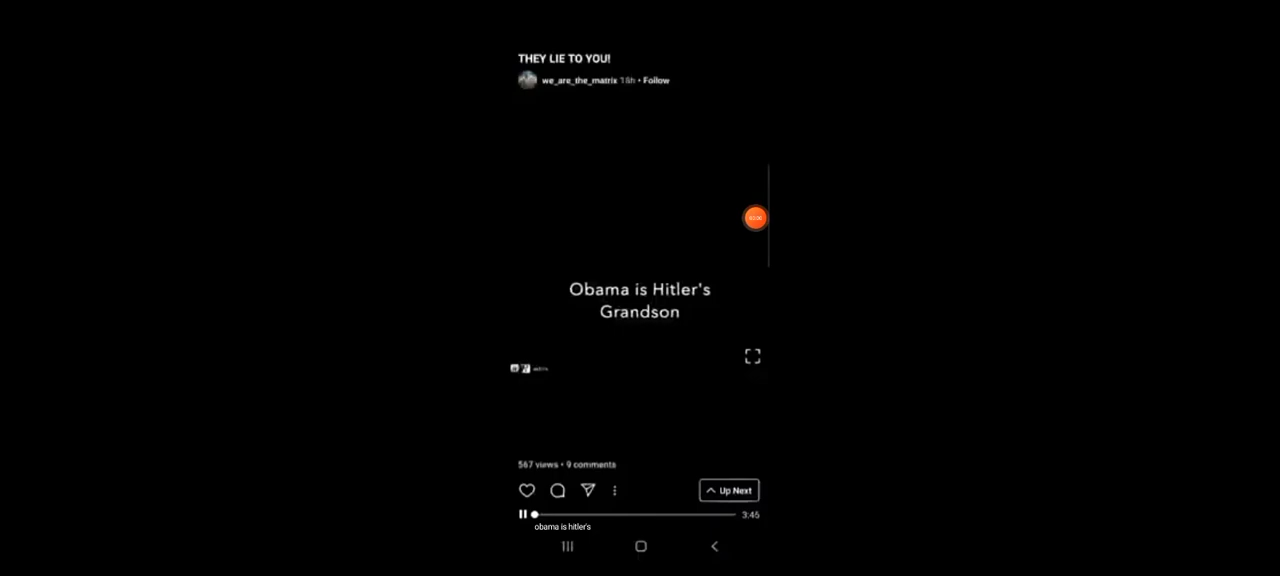 THEY LIE TO YOU!
we_are_the_matrix 18h • Follow
Obama is Hitler's
Grandson
567 views • 9 comments
Up Next
3:45
obama is hitler's